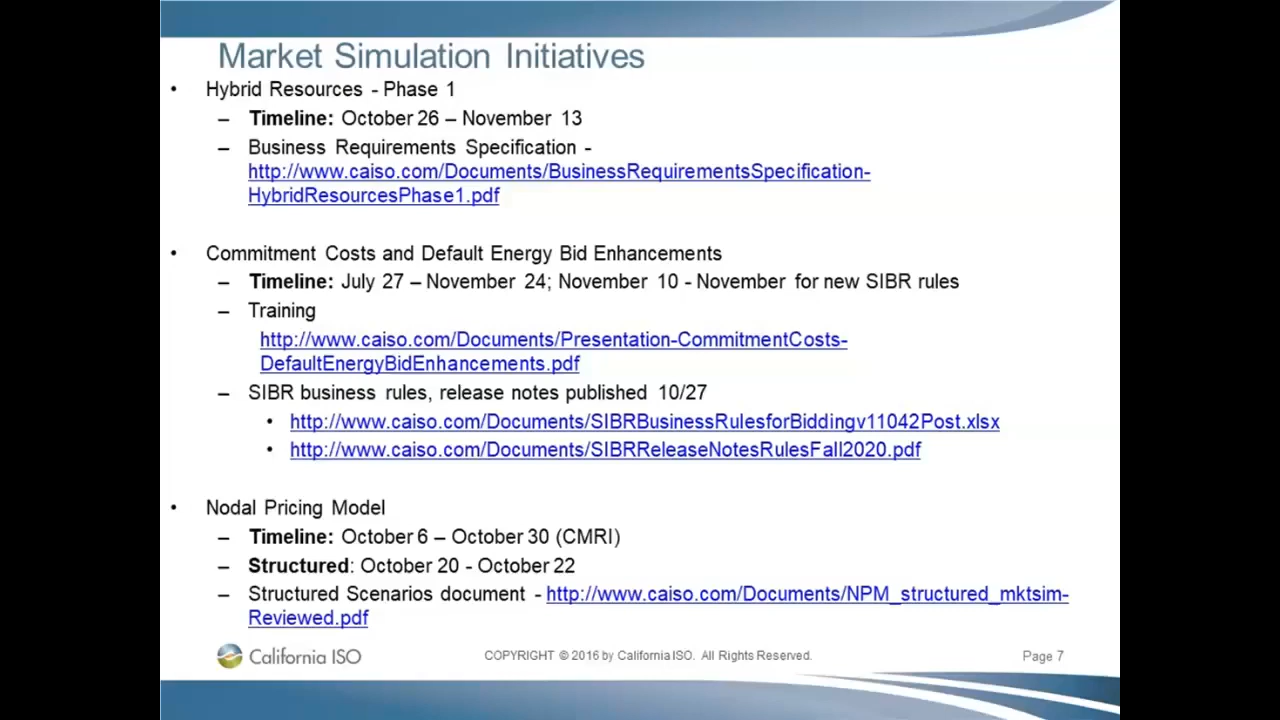 Market Simulation Initiatives
• Hybrid Resources - Phase 1
– Timeline: October 26 – November 13
– Business Requirements Specification -
http://www.caiso.com/Documents/BusinessRequirementsSpecification-
HybridResourcesPhase1.pdf
• Commitment Costs and Default Energy Bid Enhancements
– Timeline: July 27 – November 24; November 10 - November for new SIBR rules
– Training
http://www.caiso.com/Documents/Presentation-CommitmentCosts-
DefaultEnergyBidEnhancements.pdf
– SIBR business rules, release notes published 10/27
• http://www.caiso.com/Documents/SIBRBusinessRulesforBiddingv11042Post.xlsx
• http://www.caiso.com/Documents/SIBRReleaseNotesRulesFall2020.pdf
• Nodal Pricing Model
– Timeline: October 6 – October 30 (CMRI)
– Structured: October 20 - October 22
– Structured Scenarios document - http://www.caiso.com/Documents/NPM_structured_mktsim-
Reviewed.pdf
California ISO
COPYRIGHT © 2016 by California ISO. All Rights Reserved.
Page 7